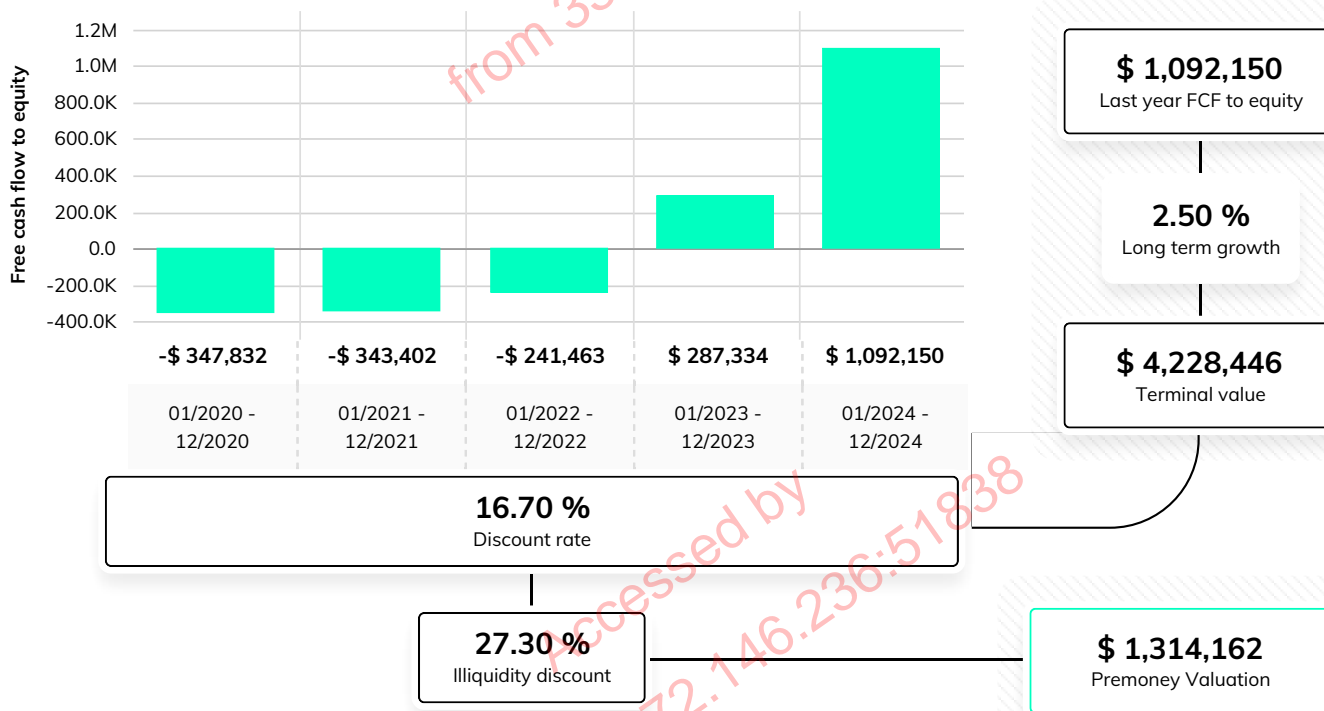 Free cash flow to equity
1.2M
1.0M
800.0K
600.0K
400.0K
200.0K
0.0
-200.0K
-400.0K
-$ 347,832
-$ 343,402
-$ 241,463
$ 287,334
$ 1,092,150
01/2020 -
12/2020
01/2021 -
12/2021
01/2022 -
12/2022
01/2023 -
12/2023
01/2024 -
12/2024
16.70 %
Discount rate
27.30 %
Illiquidity discount
$ 1,092,150
Last year FCF to equity
2.50 %
Long term growth
$ 4,228,446
Terminal value
$ 1,314,162
Premoney Valuation
from 35
Accessed by
72.146.236:51838